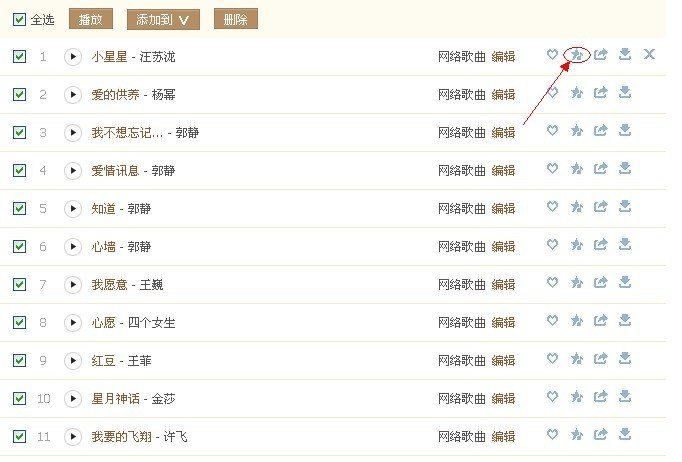 全选 播放 添加到 删除
1 小星星 - 汪苏泷 网络歌曲 编辑
2 爱的供养 - 杨幂 网络歌曲 编辑
3 我不想忘记... - 郭静 网络歌曲 编辑
4 爱情讯息 - 郭静 网络歌曲 编辑
5 知道 - 郭静 网络歌曲 编辑
6 心墙 - 郭静 网络歌曲 编辑
7 我愿意 - 王巍 网络歌曲 编辑
8 心愿 - 四个女生 网络歌曲 编辑
9 红豆 - 王菲 网络歌曲 编辑
10 星月神话 - 金莎 网络歌曲 编辑
11 我要的飞翔 - 许飞 网络歌曲 编辑